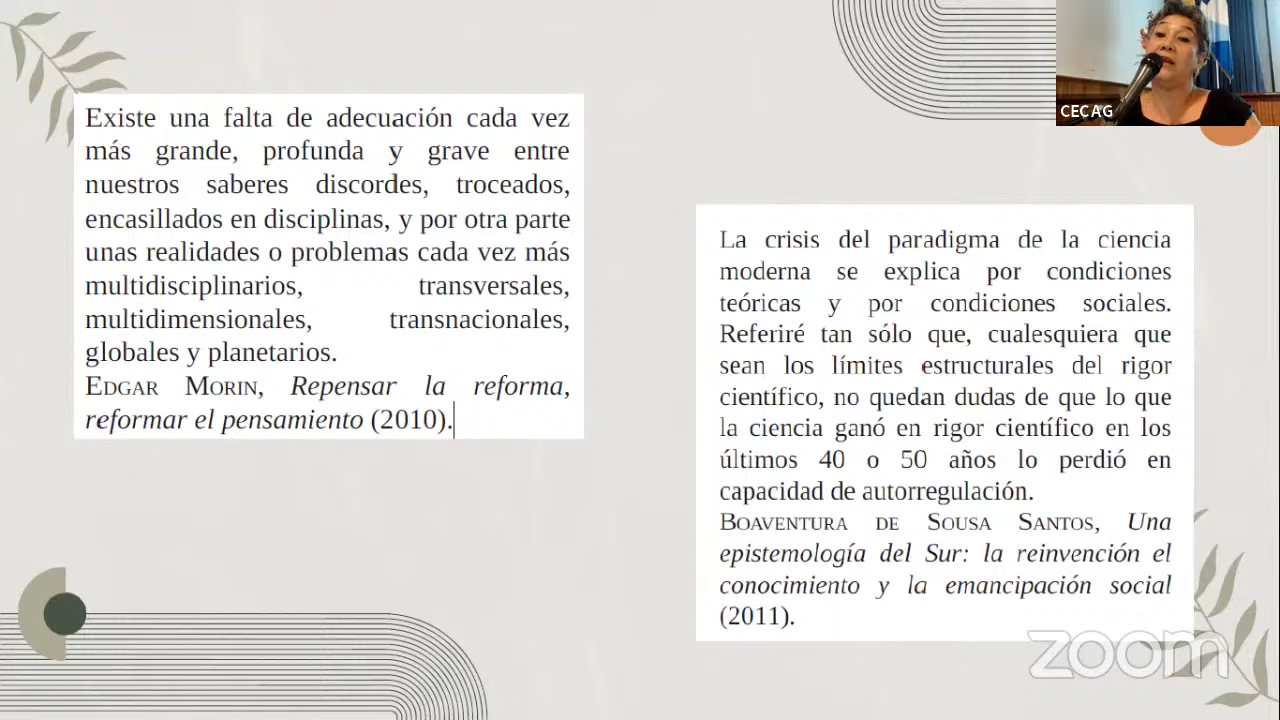 Existe una falta de adecuación cada vez
más grande, profunda y grave entre
nuestros saberes discordes, troceados,
encasillados en disciplinas, y por otra parte
unas realidades o problemas cada vez más
multidisciplinarios, transversales,
multidimensionales, transnacionales,
globales y planetarios.
EDGAR MORIN, Repensar la reforma,
reformar el pensamiento (2010).
CECAG
La crisis del paradigma de la ciencia
moderna se explica por condiciones
teóricas y por condiciones sociales.
Referiré tan sólo que, cualesquiera que
sean los límites estructurales del rigor
científico, no quedan dudas de que lo que
la ciencia ganó en rigor científico en los
últimos 40 o 50 años lo perdió en
capacidad de autorregulación.
BOAVENTURA DE SOUSA SANTOS, Una
epistemología del Sur: la reinvención el
conocimiento y la emancipación social
(2011).
zoom